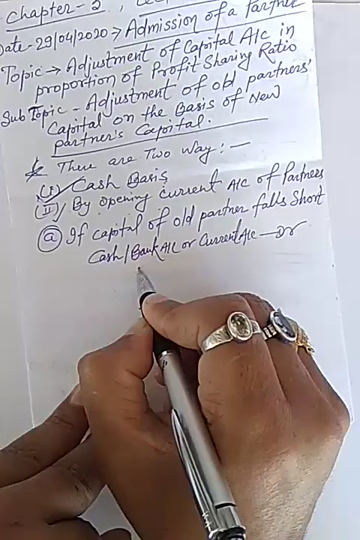 Chapter-2,
Date-29/04/2020 → Admission of a Partner
Topic → Adjustment of Capital A/c in
proportion of Profit Sharing Ratio
Sub Topic - Adjustment of old partners'
Capital on the Basis of New
partner's Capital.
* There are Two Way:—
(I) Cash Basis
(II) By opening current A/c of Partners
(a) If capital of old partner falls Short
Cash/Bank A/c or Current A/c — Dr